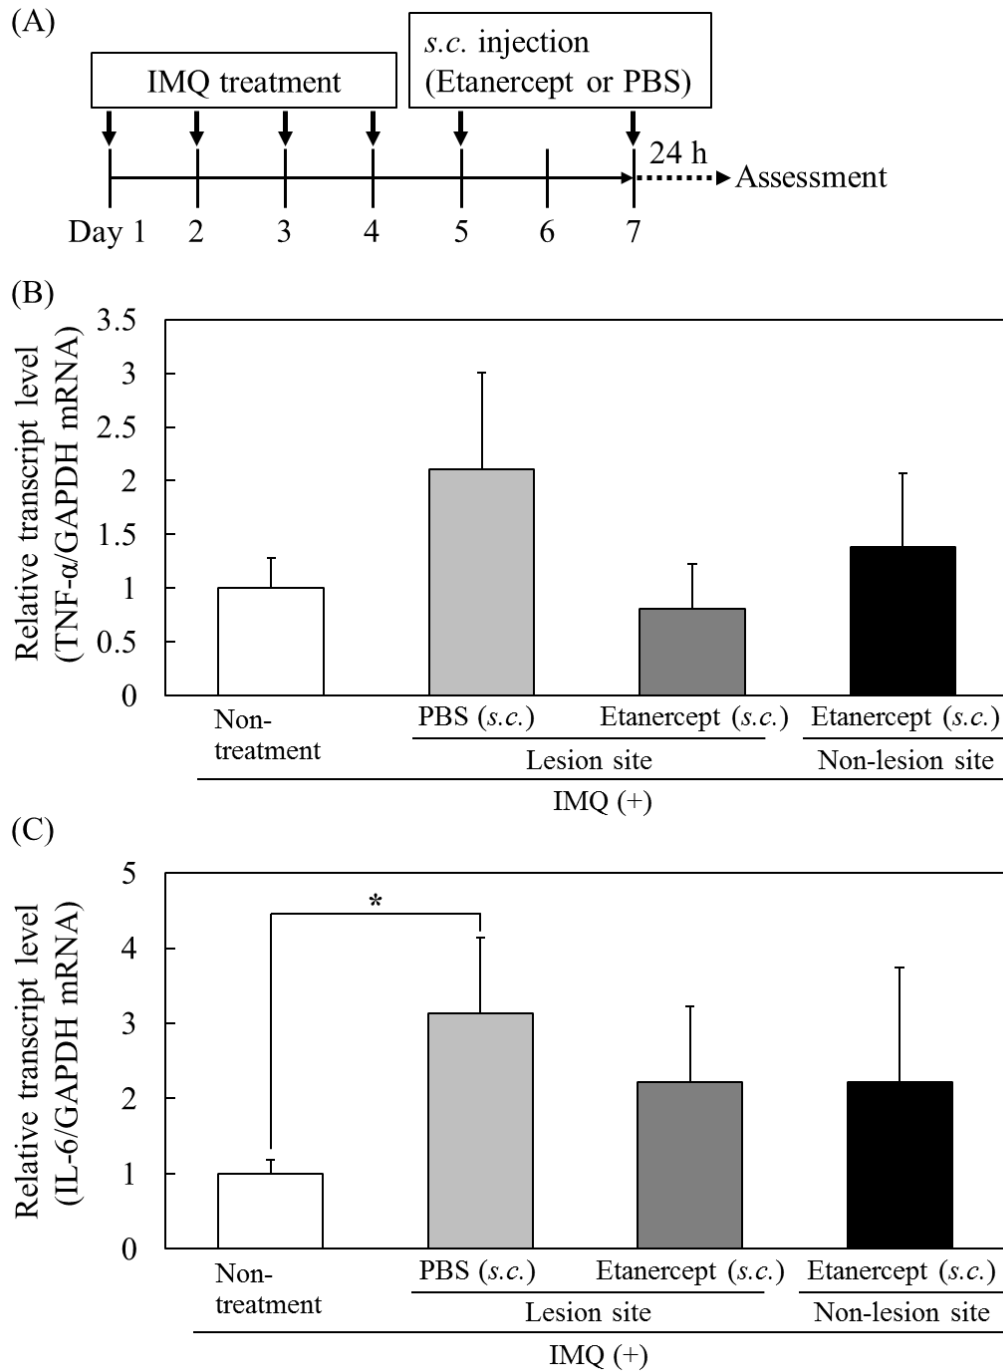 (A)
IMQ treatment
s.c. injection
(Etanercept or PBS)
24 h
Assessment
Day 1 2 3 4 5 6 7
(B)
Relative transcript level
(TNF-α/GAPDH mRNA)
3.5
3
2.5
2
1.5
1
0.5
0
Non-
treatment
PBS (s.c.)
Etanercept (s.c.)
Etanercept (s.c.)
Lesion site
Non-lesion site
IMQ (+)
(C)
Relative transcript level
(IL-6/GAPDH mRNA)
5
4
3
2
1
0
*
Non-
treatment
PBS (s.c.)
Etanercept (s.c.)
Etanercept (s.c.)
Lesion site
Non-lesion site
IMQ (+)